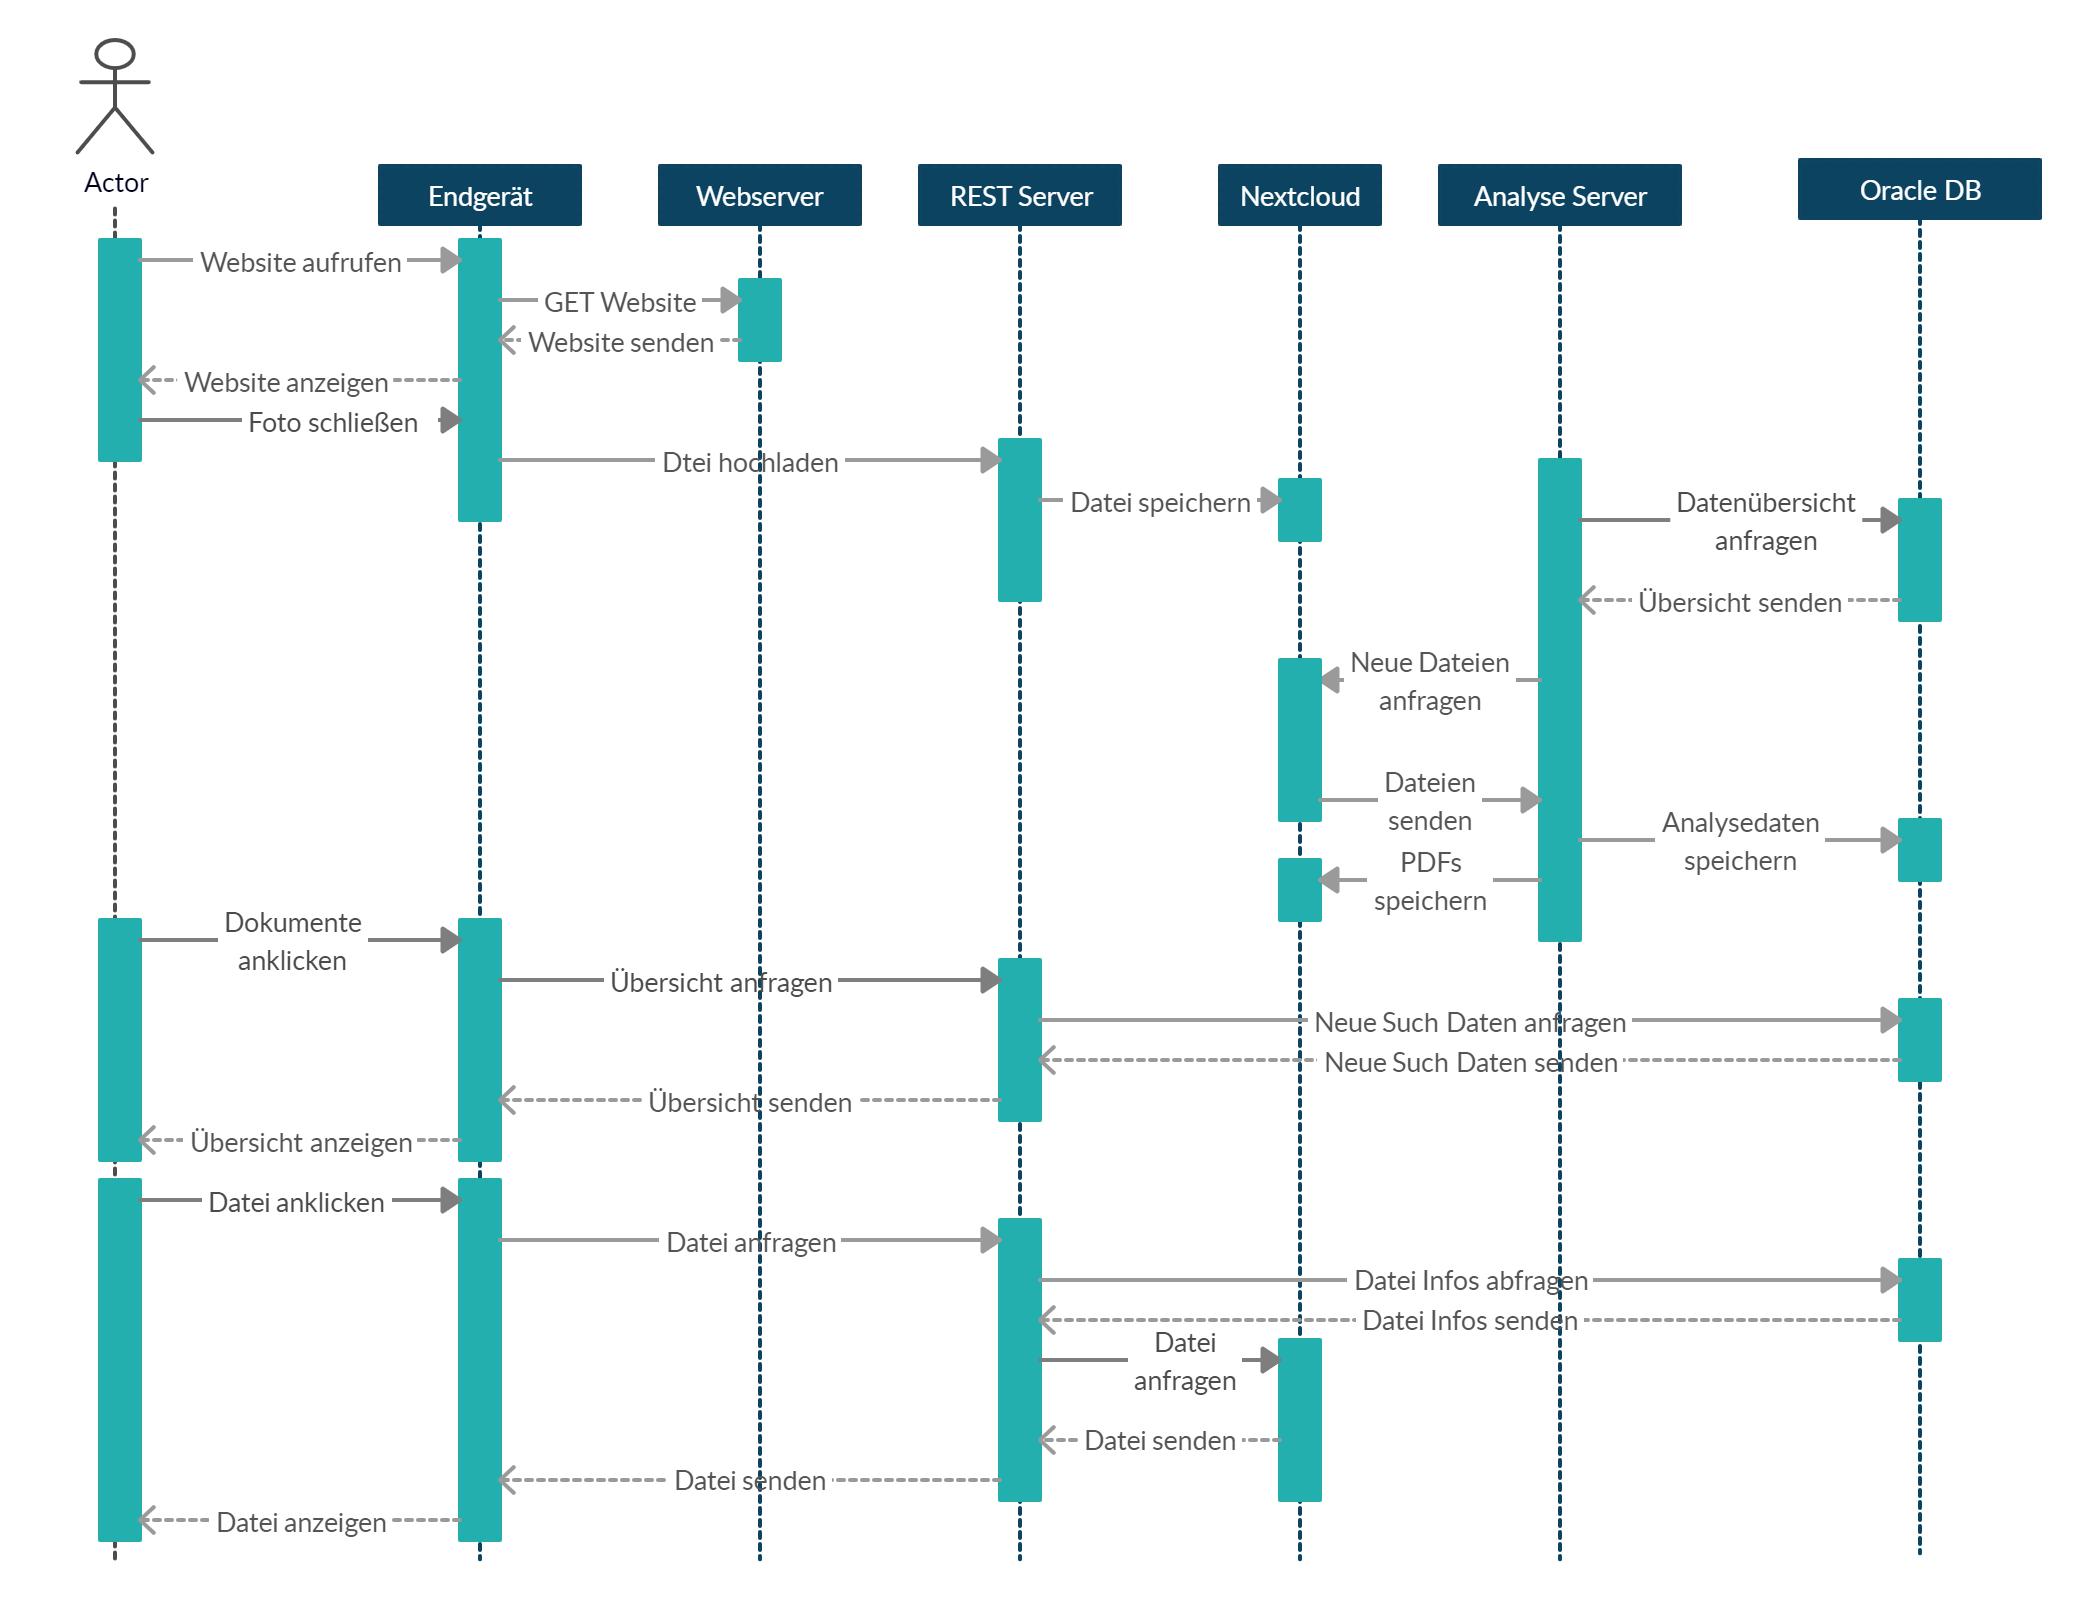 Actor
Endgerät
Webserver
REST Server
Nextcloud
Analyse Server
Oracle DB
Website aufrufen
GET Website
Website senden
Website anzeigen
Foto schließen
Dtei hochladen
Datei speichern
Datenübersicht
anfragen
Übersicht senden
Neue Dateien
anfragen
Dateien
senden
Analysedaten
speichern
PDFs
speichern
Dokumente
anklicken
Übersicht anfragen
Neue Such Daten anfragen
Neue Such Daten senden
Übersicht senden
Übersicht anzeigen
Datei anklicken
Datei anfragen
Datei Infos abfragen
Datei Infos senden
Datei
anfragen
Datei senden
Datei senden
Datei anzeigen